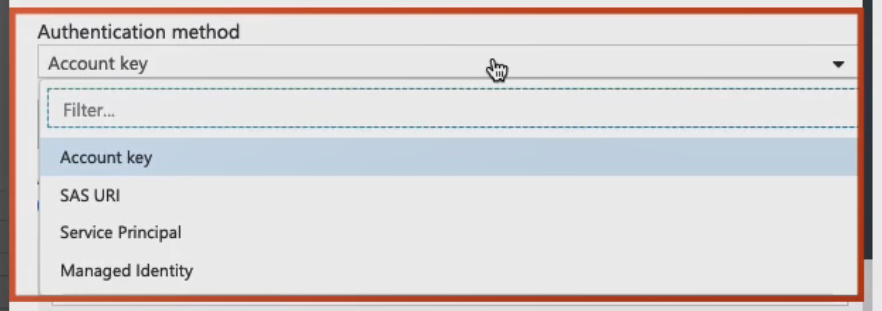 Authentication method
Account key
Filter...
Account key
SAS URI
Service Principal
Managed Identity